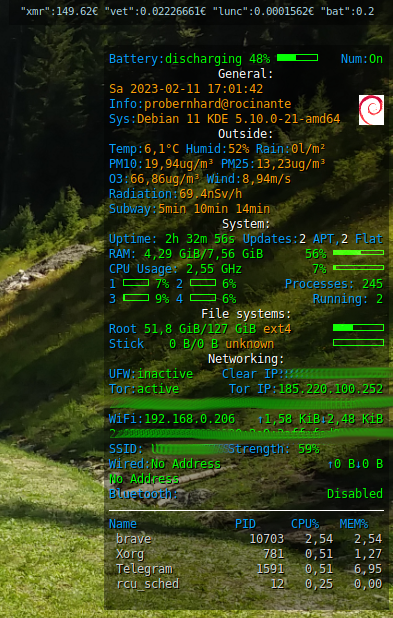 "xmr":149.62€ "vet":0.02226661€ "lunc":0.0001562€ "bat":0.2
Battery:discharging 48% Num:On
General:
Sa 2023-02-11 17:01:42
Info:probernhard@rocinante
Sys:Debian 11 KDE 5.10.0-21-amd64
Outside:
Temp:6,1°C Humid:52% Rain:0l/m²
PM10:19,94ug/m³ PM25:13,23ug/m³
O3:66,86ug/m³ Wind:8,94m/s
Radiation:69.4nSv/h
Subway:5min 10min 14min
System:
Uptime: 2h 32m 56s Updates:2 APT,2 Flat
RAM: 4,29 GiB/7,56 GiB 56%
CPU Usage: 2,55 GHz 7%
1 7% 2 6% Processes: 245
3 9% 4 6% Running: 2
File systems:
Root 51,8 GiB/127 GiB ext4
Stick 0 B/0 B unknown
Networking:
UFW:inactive Clear IP:
Tor:active Tor IP:185.220.100.252
WiFi:192.168.0.206 ↑1,58 KiB↓2,48 KiB
SSID: Strength: 59%
Wired:No Address ↑0 B↓0 B
No Address
Bluetooth: Disabled
Name PID CPU% MEM%
brave 10703 2,54 2,54
Xorg 781 0,51 1,27
Telegram 1591 0,51 6,95
rcu_sched 12 0,25 0,00